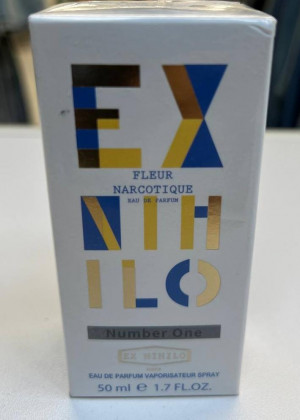 EX
FLEUR
NARCOTIQUE
EAU DE PARFUM
NIH
ILO
Number One
EX NIHILO
EAU DE PARFUM VAPORISATEUR SPRAY
50 ml e 1.7 FL.OZ.